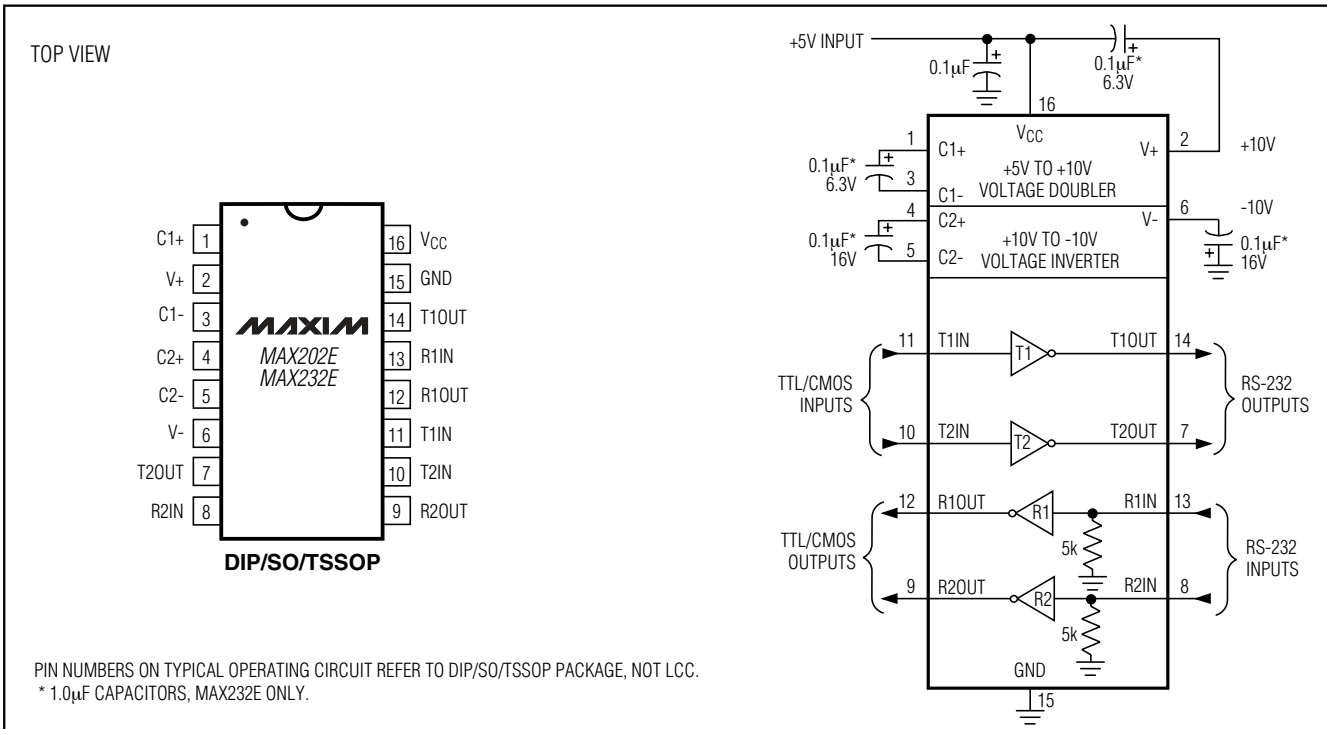 TOP VIEW
C1+ 1
V+ 2
C1- 3
C2+ 4
C2- 5
V- 6
T2OUT 7
R2IN 8
16 VCC
15 GND
14 T1OUT
13 R1IN
12 R1OUT
11 T1IN
10 T2IN
9 R2OUT
MAXIM
MAX202E
MAX232E
DIP/SO/TSSOP
+5V INPUT
0.1µF
+
0.1µF*
6.3V
+
16
VCC
1
C1+
+
0.1µF*
6.3V
3
C1-
+5V TO +10V
VOLTAGE DOUBLER
V+
2
+10V
4
C2+
+
0.1µF*
16V
5
C2-
+10V TO -10V
VOLTAGE INVERTER
V-
6
-10V
0.1µF*
16V
+
TTL/CMOS
INPUTS
11 T1IN T1 T1OUT 14
10 T2IN T2 T2OUT 7
RS-232
OUTPUTS
TTL/CMOS
OUTPUTS
12 R1OUT R1 R1IN 13
5k
9 R2OUT R2 R2IN 8
5k
RS-232
INPUTS
GND
15
PIN NUMBERS ON TYPICAL OPERATING CIRCUIT REFER TO DIP/SO/TSSOP PACKAGE, NOT LCC.
* 1.0µF CAPACITORS, MAX232E ONLY.